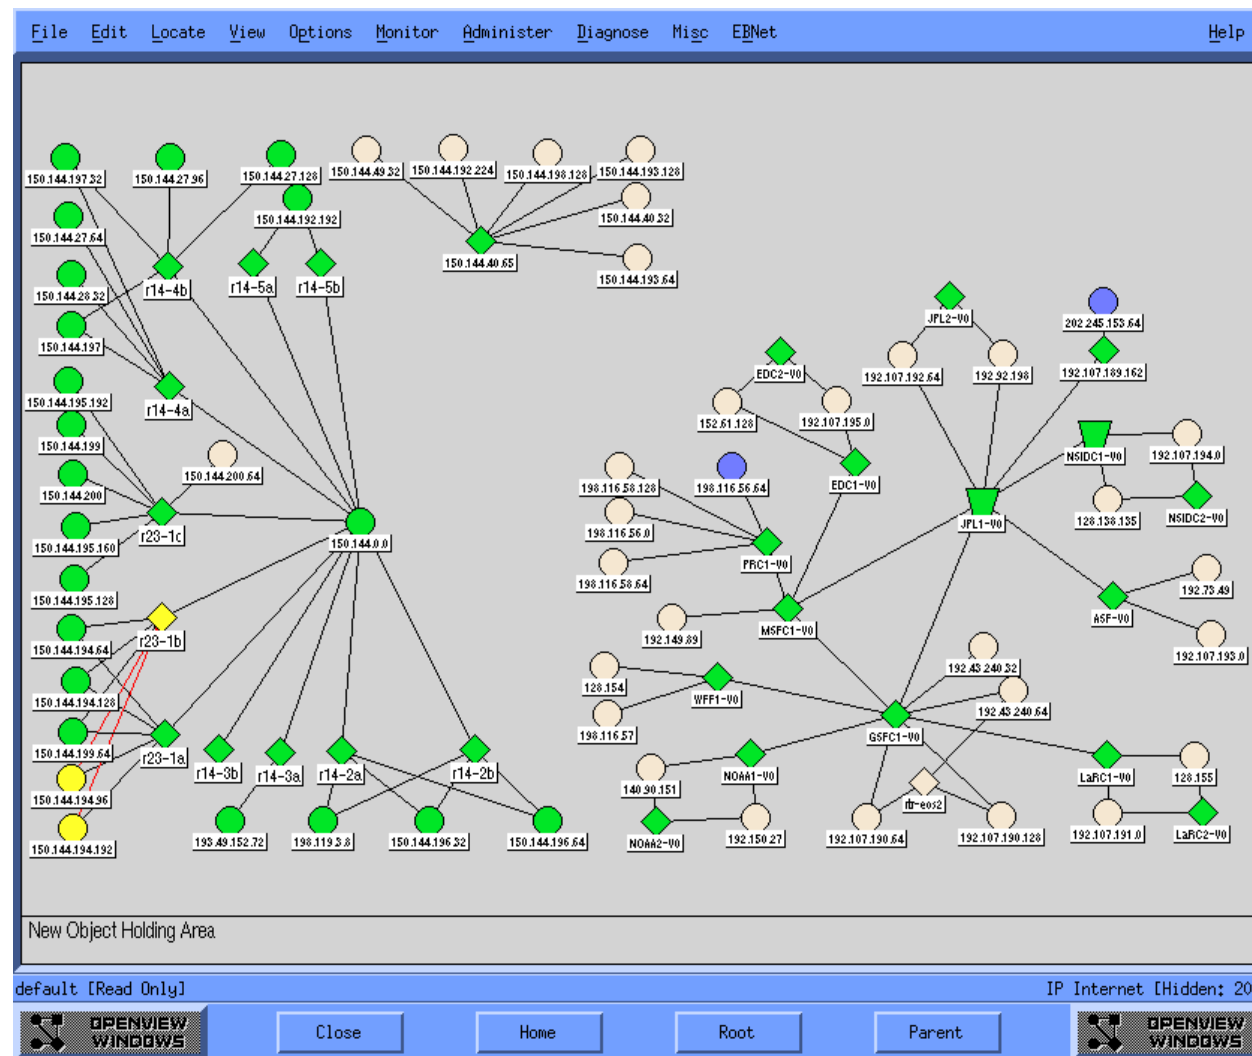 File Edit Locate View Options Monitor Administer Diagnose Misc EBNet Help
150.144.197.32
150.144.27.96
150.144.27.128
150.144.49.32
150.144.192.224
150.144.198.128
150.144.193.128
150.144.192.192
150.144.40.32
150.144.27.64
150.144.40.65
150.144.193.64
150.144.28.32
r14-4b
r14-5a
r14-5b
150.144.197
JPL2-V0
202.245.153.64
EDC2-V0
192.107.192.64
192.92.198
192.107.189.162
150.144.195.192
r14-4a
152.61.128
192.107.195.0
150.144.199
NSIDC1-V0
192.107.194.0
150.144.200.64
198.116.58.128
198.116.56.64
EDC1-V0
150.144.200
JPL1-V0
128.138.135
NSIDC2-V0
150.144.195.160
r23-1c
150.144.0.0
198.116.56.0
PRC1-V0
198.116.58.64
192.73.49
150.144.195.128
ASF-V0
150.144.194.64
r23-1b
192.149.89
MSFC1-V0
192.107.193.0
192.43.240.32
150.144.194.128
128.154
WFF1-V0
192.43.240.64
150.144.199.64
r23-1a
198.116.57
GSFC1-V0
r14-3b
r14-3a
r14-2a
r14-2b
150.144.194.96
140.90.151
NOAA1-V0
rtr-eos2
LaRC1-V0
128.155
150.144.194.192
193.49.152.72
198.119.3.8
150.144.196.32
150.144.196.64
NOAA2-V0
192.150.27
192.107.190.64
192.107.190.128
192.107.191.0
LaRC2-V0
New Object Holding Area
default [Read Only] IP Internet [Hidden: 20
OPENVIEW
WINDOWS
Close Home Root Parent
OPENVIEW
WINDOWS